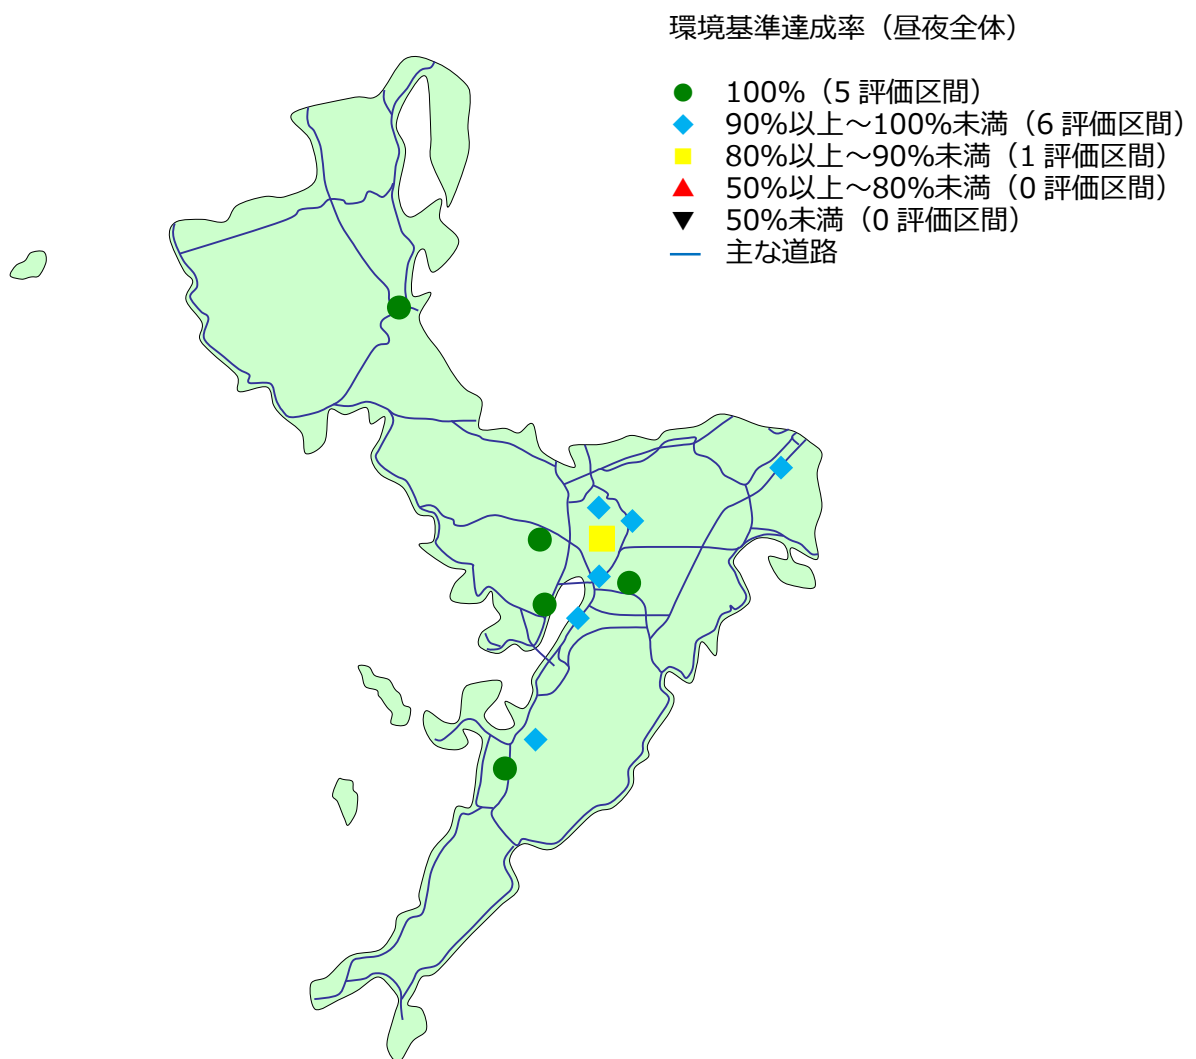 環境基準達成率（昼夜全体）
100%（5 評価区間）
90%以上～100%未満（6 評価区間）
80%以上～90%未満（1 評価区間）
50%以上～80%未満（0 評価区間）
50%未満（0 評価区間）
主な道路